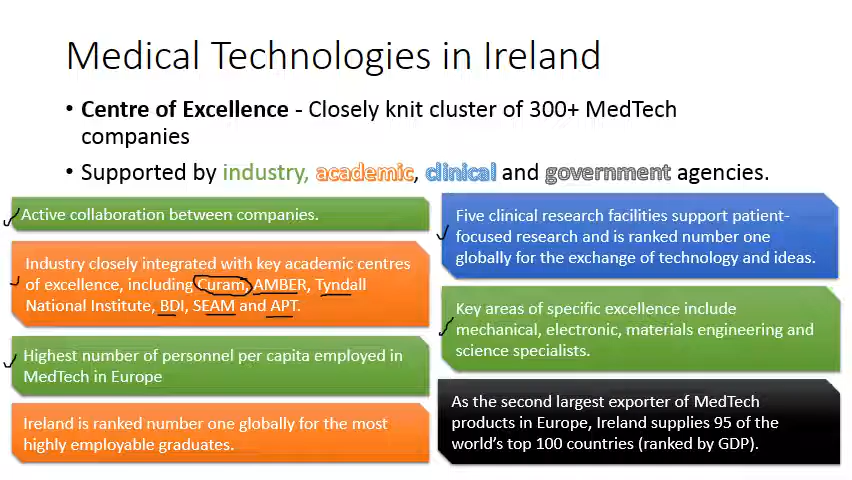 Medical Technologies in Ireland
• Centre of Excellence - Closely knit cluster of 300+ MedTech
companies
• Supported by industry, academic, clinical and government agencies.
Active collaboration between companies.
Industry closely integrated with key academic centres
of excellence, including Curam, AMBER, Tyndall
National Institute, BDI, SEAM and APT.
Highest number of personnel per capita employed in
MedTech in Europe
Ireland is ranked number one globally for the most
highly employable graduates.
Five clinical research facilities support patient-
focused research and is ranked number one
globally for the exchange of technology and ideas.
Key areas of specific excellence include
mechanical, electronic, materials engineering and
science specialists.
As the second largest exporter of MedTech
products in Europe, Ireland supplies 95 of the
world's top 100 countries (ranked by GDP).